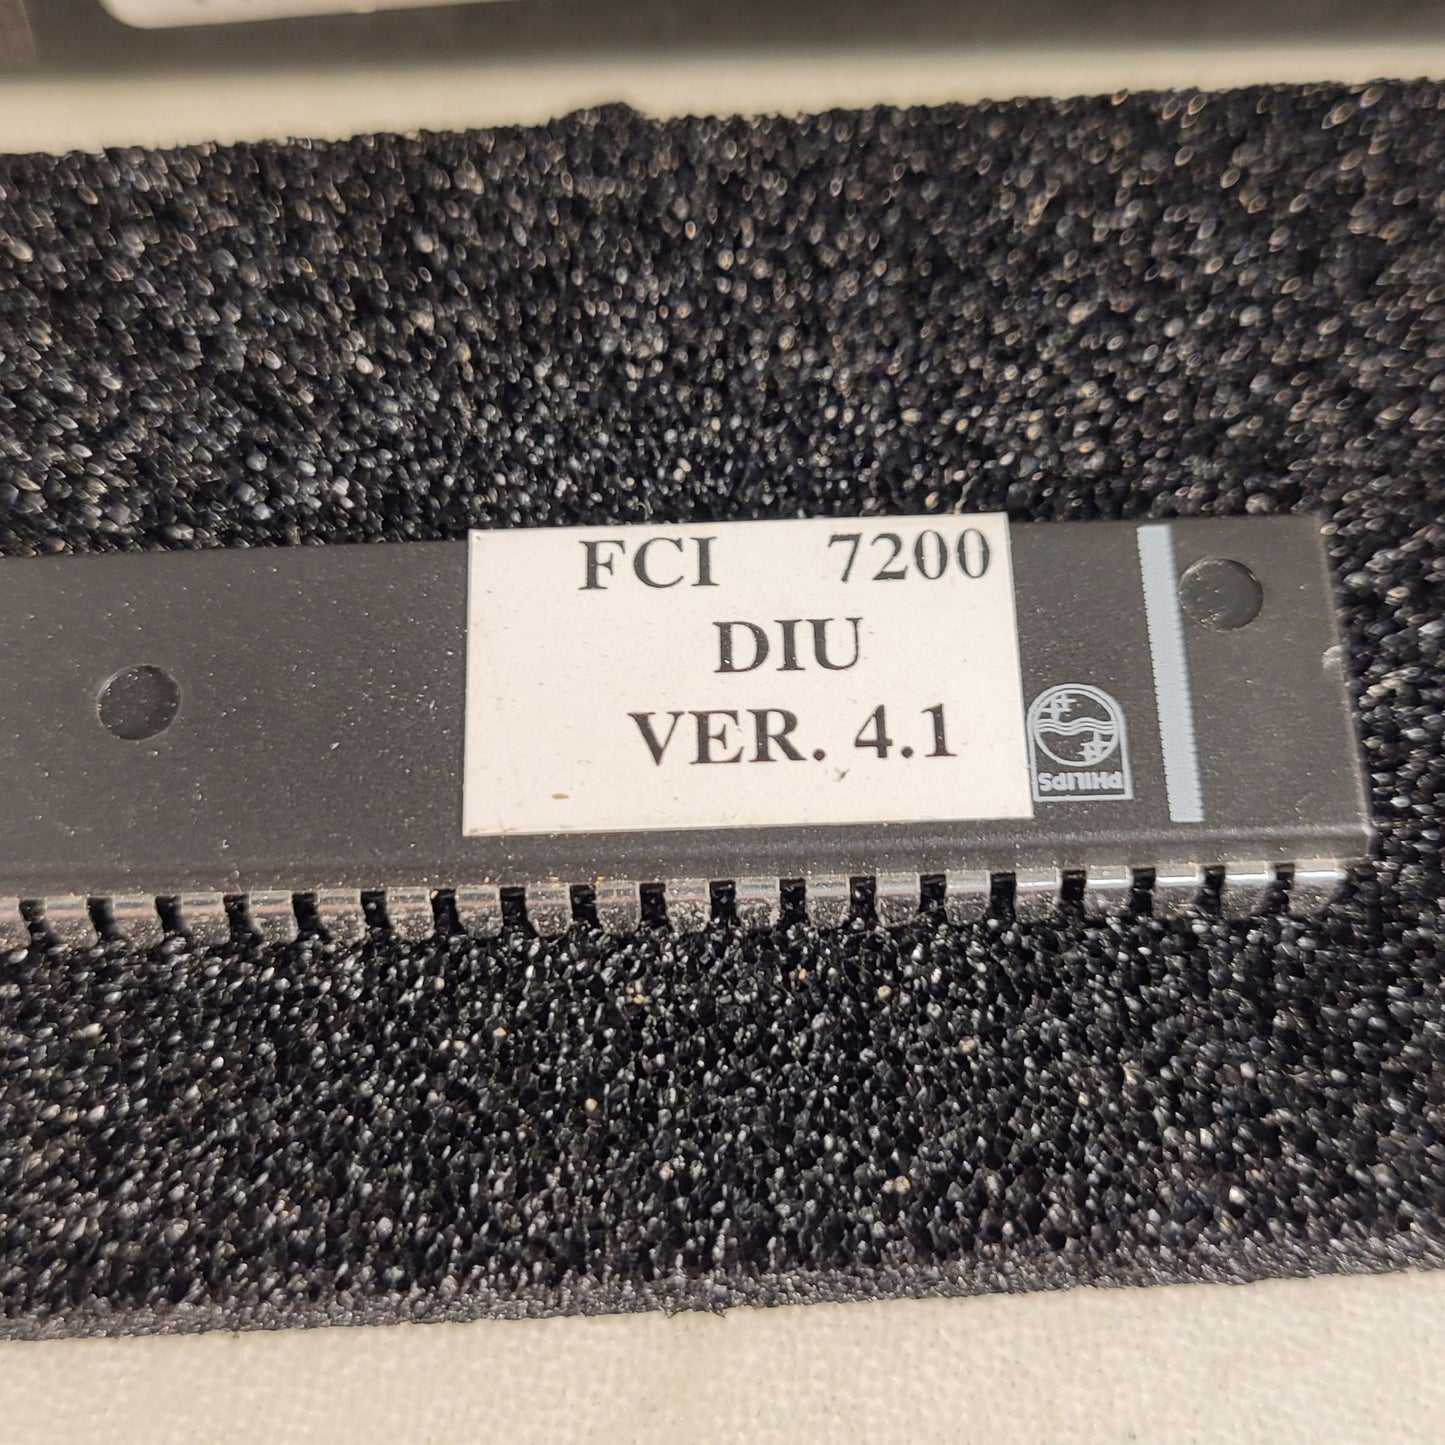 FCI 7200
DIU
VER. 4.1
PHILIPS